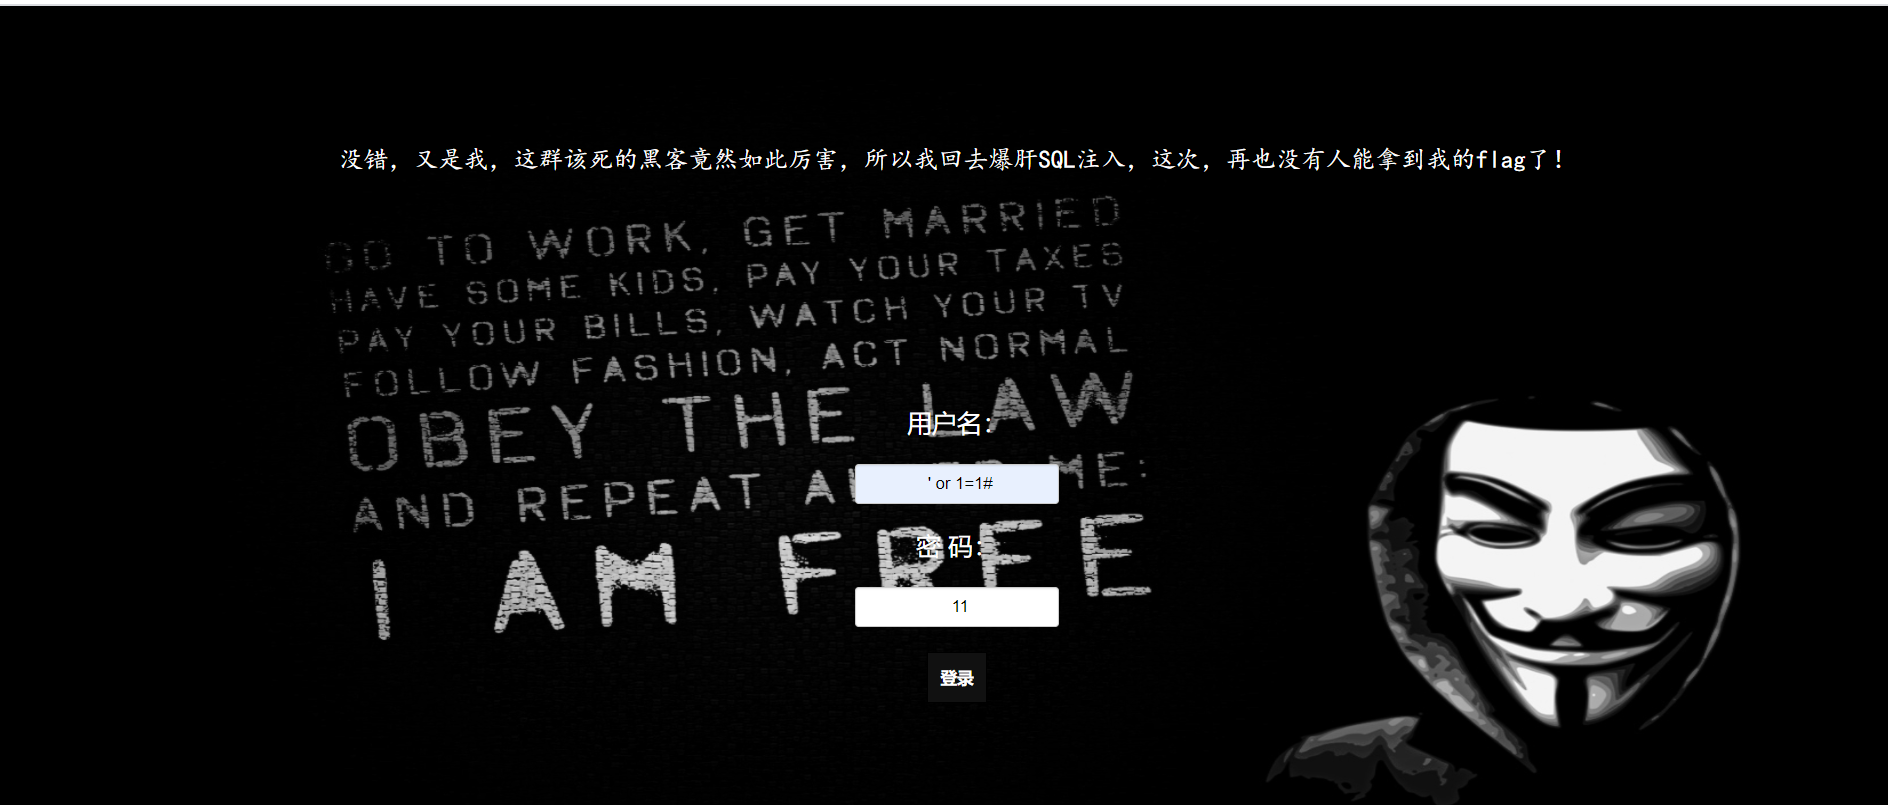 没错，又是我，这群该死的黑客竟然如此厉害，所以我回去爆肝SQL注入，这次，再也没有人能拿到我的flag了！
GO TO WORK, GET MARRIED
HAVE SOME KIDS, PAY YOUR TAXES
PAY YOUR BILLS, WATCH YOUR TV
FOLLOW FASHION, ACT NORMAL
OBEY THE LAW
AND REPEAT AFTER ME:
I AM FREE
用户名：
' or 1=1#
密 码：
11
登录